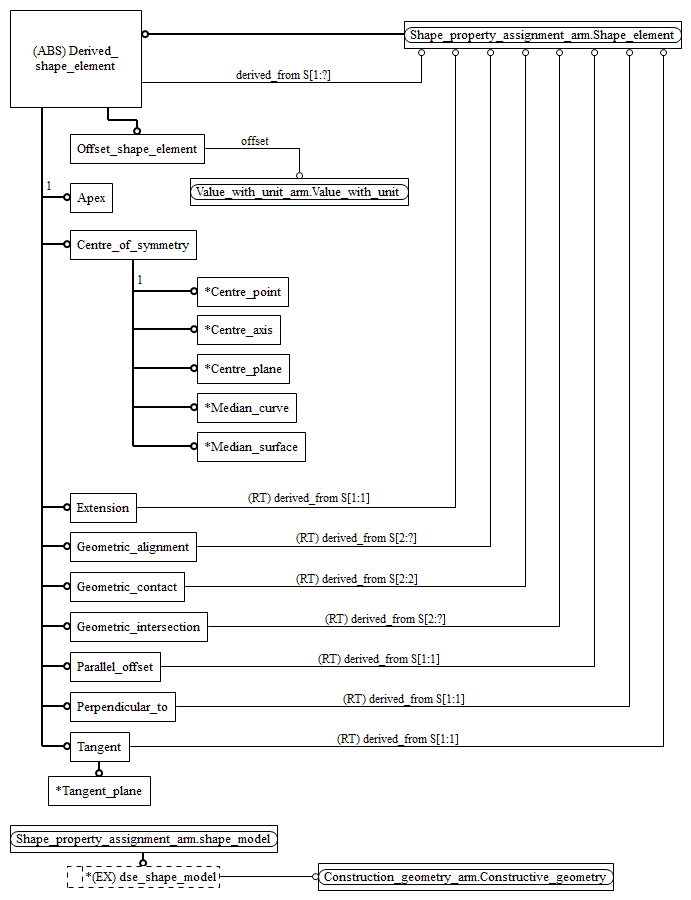 (ABS) Derived_
shape_element
Shape_property_assignment_arm.Shape_element
derived_from S[1:?]
Offset_shape_element
offset
Value_with_unit_arm.Value_with_unit
1
Apex
Centre_of_symmetry
1
*Centre_point
*Centre_axis
*Centre_plane
*Median_curve
*Median_surface
Extension
(RT) derived_from S[1:1]
Geometric_alignment
(RT) derived_from S[2:?]
Geometric_contact
(RT) derived_from S[2:2]
Geometric_intersection
(RT) derived_from S[2:?]
Parallel_offset
(RT) derived_from S[1:1]
Perpendicular_to
(RT) derived_from S[1:1]
Tangent
(RT) derived_from S[1:1]
*Tangent_plane
Shape_property_assignment_arm.shape_model
*(EX) dse_shape_model
Construction_geometry_arm.Constructive_geometry